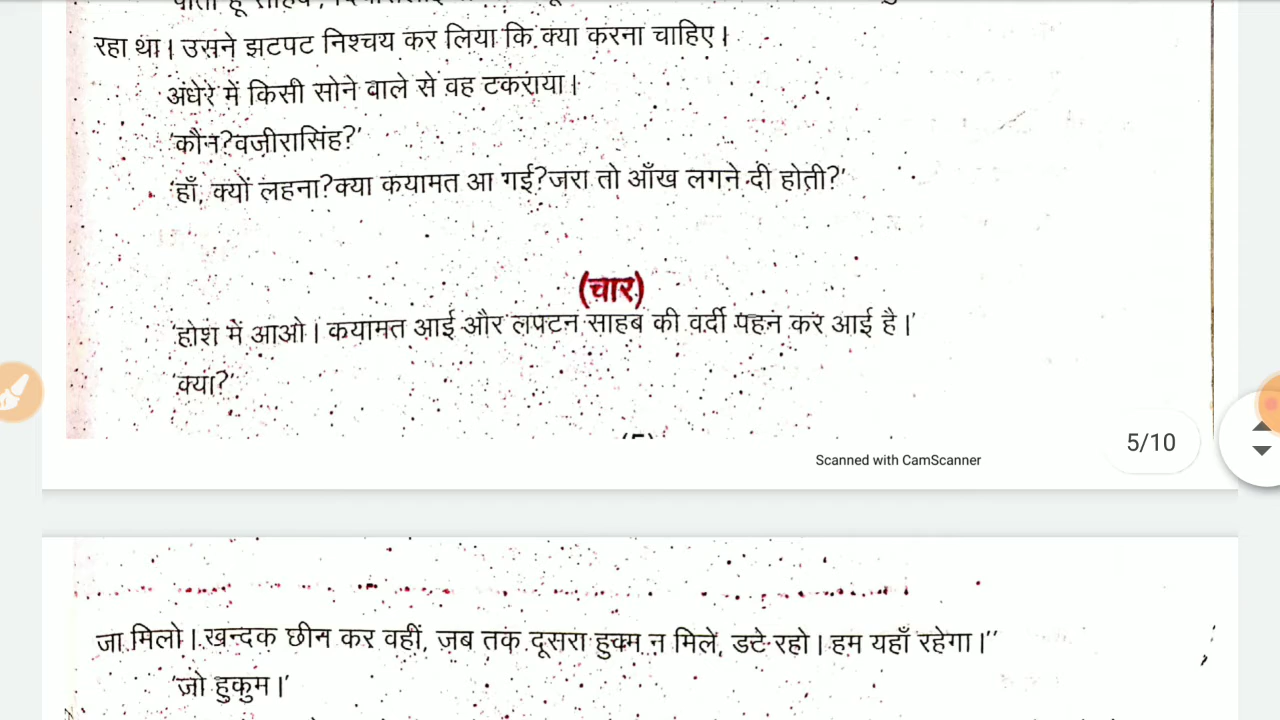 रहा था। उसने झटपट निश्चय कर लिया कि क्या करना चाहिए।
अंधेरे में किसी सोने वाले से वह टकराया।
'कौन?वजीरासिंह?'
'हाँ, क्यों लहना?क्या कयामत आ गई?जरा तो आँख लगने दी होती?'
(चार)
'होश में आओ। कयामत आई और लपटन साहब की वर्दी पहन कर आई है।'
'क्या?'
5/10
Scanned with CamScanner
जा मिलो। खन्दक छीन कर वहीं, जब तक दूसरा हुक्म न मिले, डटे रहो। हम यहाँ रहेगा।''
'जो हुकुम।'